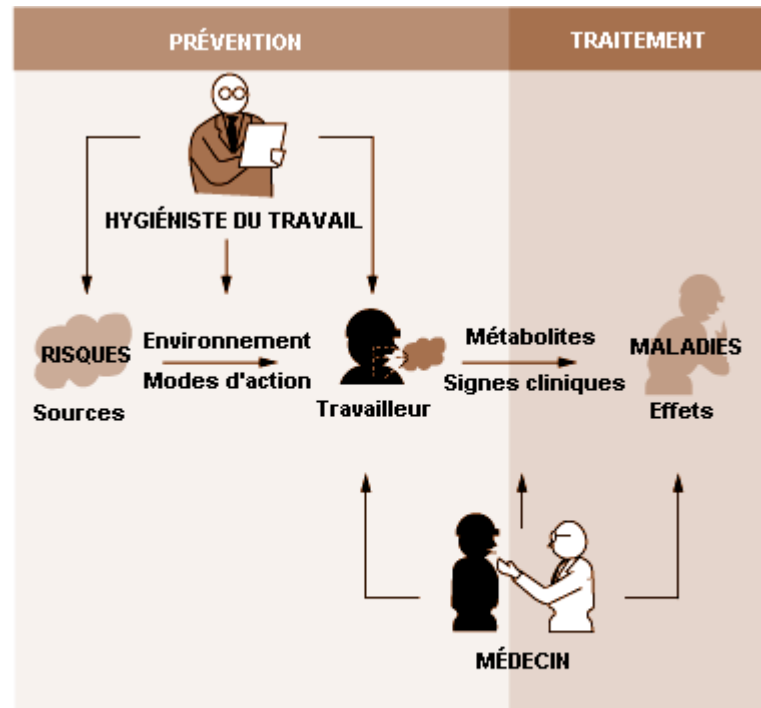 PRÉVENTION
TRAITEMENT
HYGIÉNISTE DU TRAVAIL
RISQUES
Sources
Environnement
Modes d'action
Travailleur
Métabolites
Signes cliniques
MALADIES
Effets
MÉDECIN